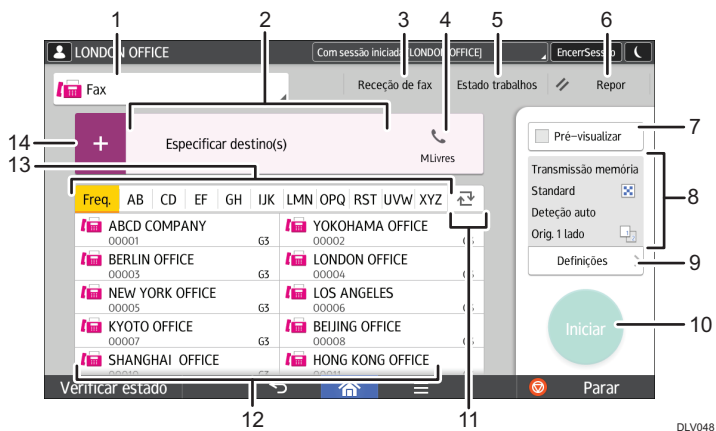 1 2 3 4 5 6
LONDON OFFICE Com sessão iniciada [LONDON OFFICE] EncerrSessão
Fax Receção de fax Estado trabalhos Repor
7
Pré-visualizar
14 + Especificar destino(s) MLivres
13
8
Transmissão memória
Standard
Deteção auto
Orig. 1 lado
Freq. AB CD EF GH IJK LMN OPQ RST UVW XYZ
ABCD COMPANY YOKOHAMA OFFICE
00001 G3 00002
BERLIN OFFICE LONDON OFFICE
00003 G3 00004
Definições 9
NEW YORK OFFICE LOS ANGELES
00005 G3 00006
KYOTO OFFICE BEIJING OFFICE
00007 G3 00008
Iniciar 10
SHANGHAI OFFICE HONG KONG OFFICE
Verificar estado Parar
12 11
DLV048